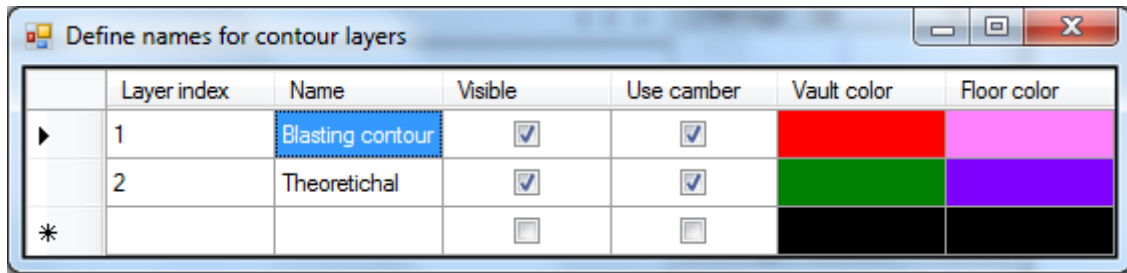 Define names for contour layers
Layer index Name Visible Use camber Vault color Floor color
1 Blasting contour
2 Theoretichal